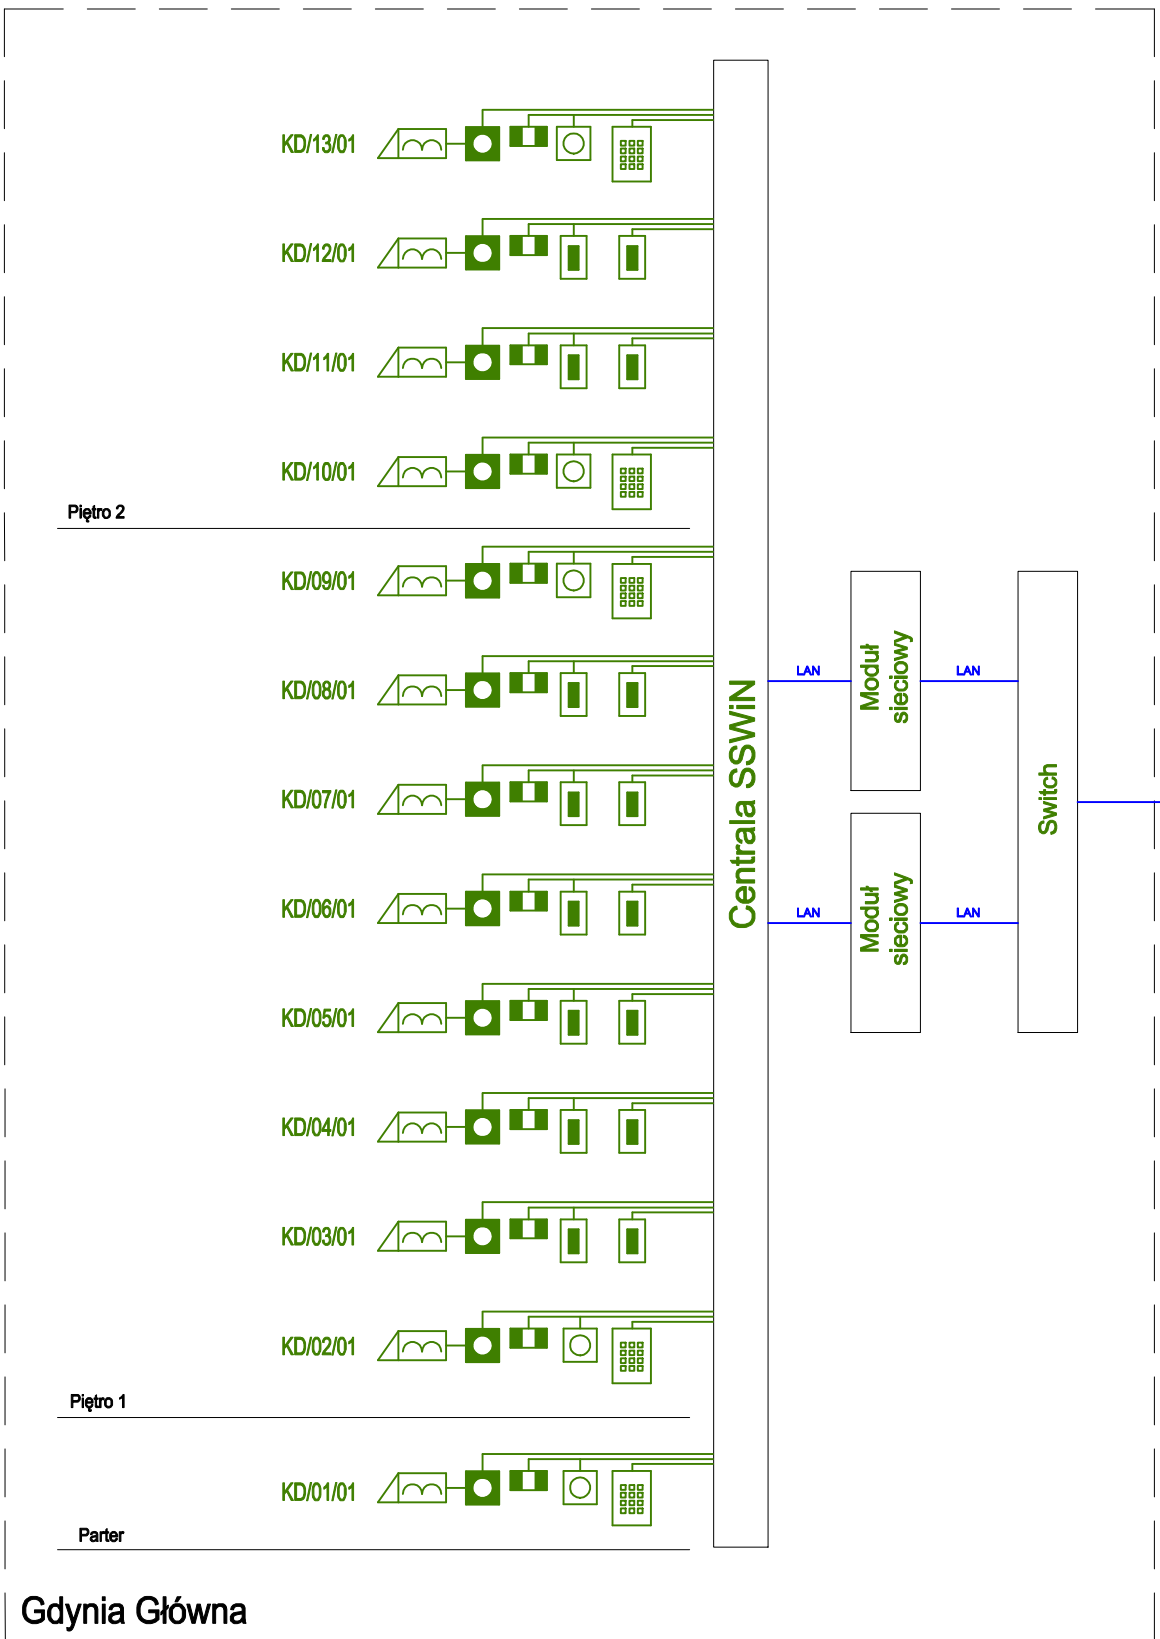 KD/13/01
KD/12/01
KD/11/01
KD/10/01
Piętro 2
KD/09/01
KD/08/01
KD/07/01
KD/06/01
KD/05/01
KD/04/01
KD/03/01
KD/02/01
Piętro 1
KD/01/01
Parter
Gdynia Główna
Centrala SSWiN
LAN
Moduł
sieciowy
LAN
LAN
Moduł
sieciowy
LAN
Switch